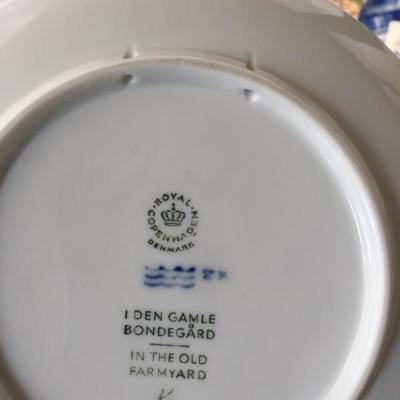 ROYAL
COPENHAGEN
DENMARK
I DEN GAMLE
BONDEGÅRD
IN THE OLD
FARMYARD